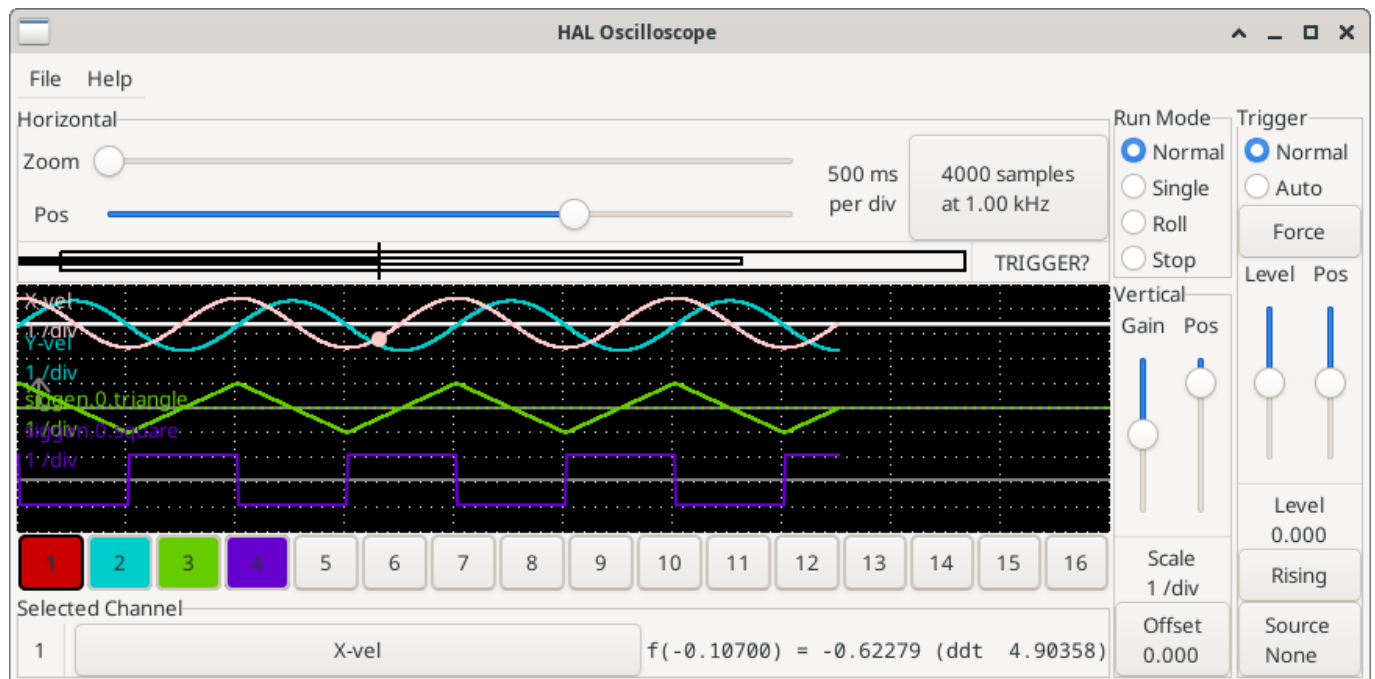 HAL Oscilloscope
File Help
Horizontal
Zoom
Pos
500 ms
per div
4000 samples
at 1.00 kHz
TRIGGER?
X-vel
1 /div
Y-vel
1 /div
siggen.0.triangle
1 /div
siggen.0.square
1 /div
1 2 3 4 5 6 7 8 9 10 11 12 13 14 15 16
Selected Channel
1 X-vel f(-0.10700) = -0.62279 (ddt 4.90358)
Run Mode
Normal
Single
Roll
Stop
Vertical
Gain Pos
Scale
1 /div
Offset
0.000
Trigger
Normal
Auto
Force
Level Pos
Level
0.000
Rising
Source
None